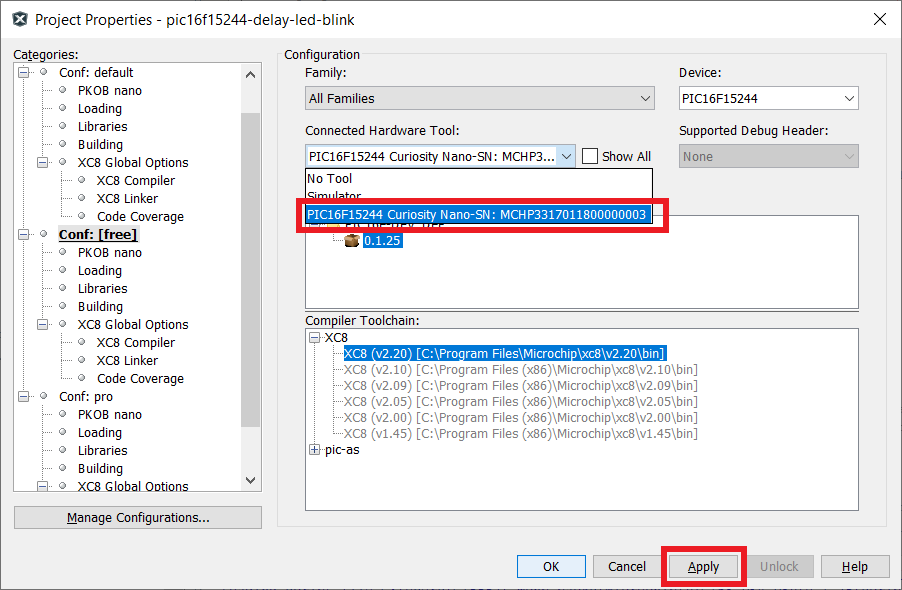 Project Properties - pic16f15244-delay-led-blink
Categories:
Conf: default
PKOB nano
Loading
Libraries
Building
XC8 Global Options
XC8 Compiler
XC8 Linker
Code Coverage
Conf: [free]
PKOB nano
Loading
Libraries
Building
XC8 Global Options
XC8 Compiler
XC8 Linker
Code Coverage
Conf: pro
PKOB nano
Loading
Libraries
Building
XC8 Global Options
Manage Configurations...
Configuration
Family:
All Families
Device:
PIC16F15244
Connected Hardware Tool:
PIC16F15244 Curiosity Nano-SN: MCHP3...
Show All
Supported Debug Header:
None
No Tool
Simulator
PIC16F15244 Curiosity Nano-SN: MCHP3317011800000003
0.1.25
Compiler Toolchain:
XC8
XC8 (v2.20) [C:\Program Files\Microchip\xc8\v2.20\bin]
XC8 (v2.10) [C:\Program Files (x86)\Microchip\xc8\v2.10\bin]
XC8 (v2.09) [C:\Program Files (x86)\Microchip\xc8\v2.09\bin]
XC8 (v2.05) [C:\Program Files (x86)\Microchip\xc8\v2.05\bin]
XC8 (v2.00) [C:\Program Files (x86)\Microchip\xc8\v2.00\bin]
XC8 (v1.45) [C:\Program Files (x86)\Microchip\xc8\v1.45\bin]
pic-as
OK
Cancel
Apply
Unlock
Help